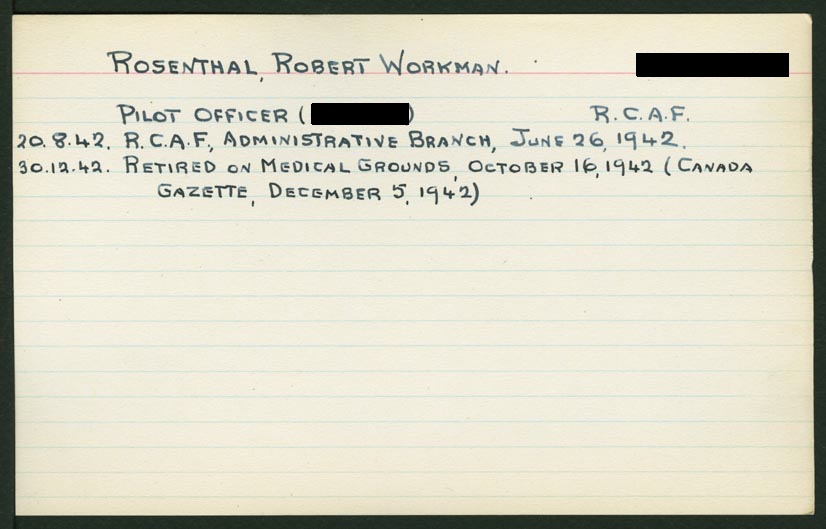 ROSENTHAL, ROBERT WORKMAN.
PILOT OFFICER ( ) R.C.A.F.
20.8.42. R.C.A.F., ADMINISTRATIVE BRANCH, JUNE 26, 1942.
30.12.42. RETIRED ON MEDICAL GROUNDS, OCTOBER 16, 1942 (CANADA
GAZETTE, DECEMBER 5, 1942)